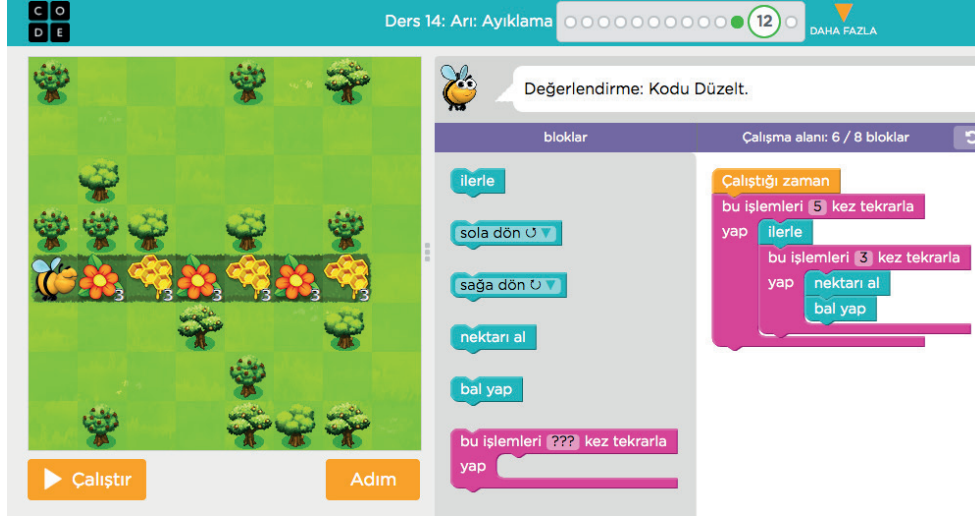 C O
D E
Ders 14: Arı: Ayıklama
12
DAHA FAZLA
Değerlendirme: Kodu Düzelt.
bloklar
Çalışma alanı: 6 / 8 bloklar
ilerle
sola dön ↺ ▼
sağa dön ↻ ▼
nektarı al
bal yap
bu işlemleri ??? kez tekrarla
yap
Çalıştığı zaman
bu işlemleri 5 kez tekrarla
yap ilerle
bu işlemleri 3 kez tekrarla
yap nektarı al
bal yap
3 3 3 3 3 3
Çalıştır
Adım